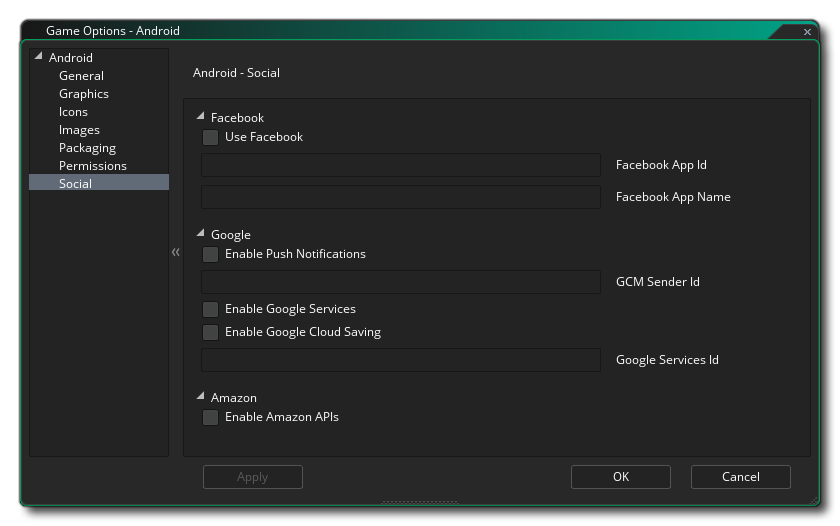 Game Options - Android
Android
General
Graphics
Icons
Images
Packaging
Permissions
Social
Android - Social
Facebook
Use Facebook
Facebook App Id
Facebook App Name
Google
Enable Push Notifications
GCM Sender Id
Enable Google Services
Enable Google Cloud Saving
Google Services Id
Amazon
Enable Amazon APIs
Apply
OK
Cancel